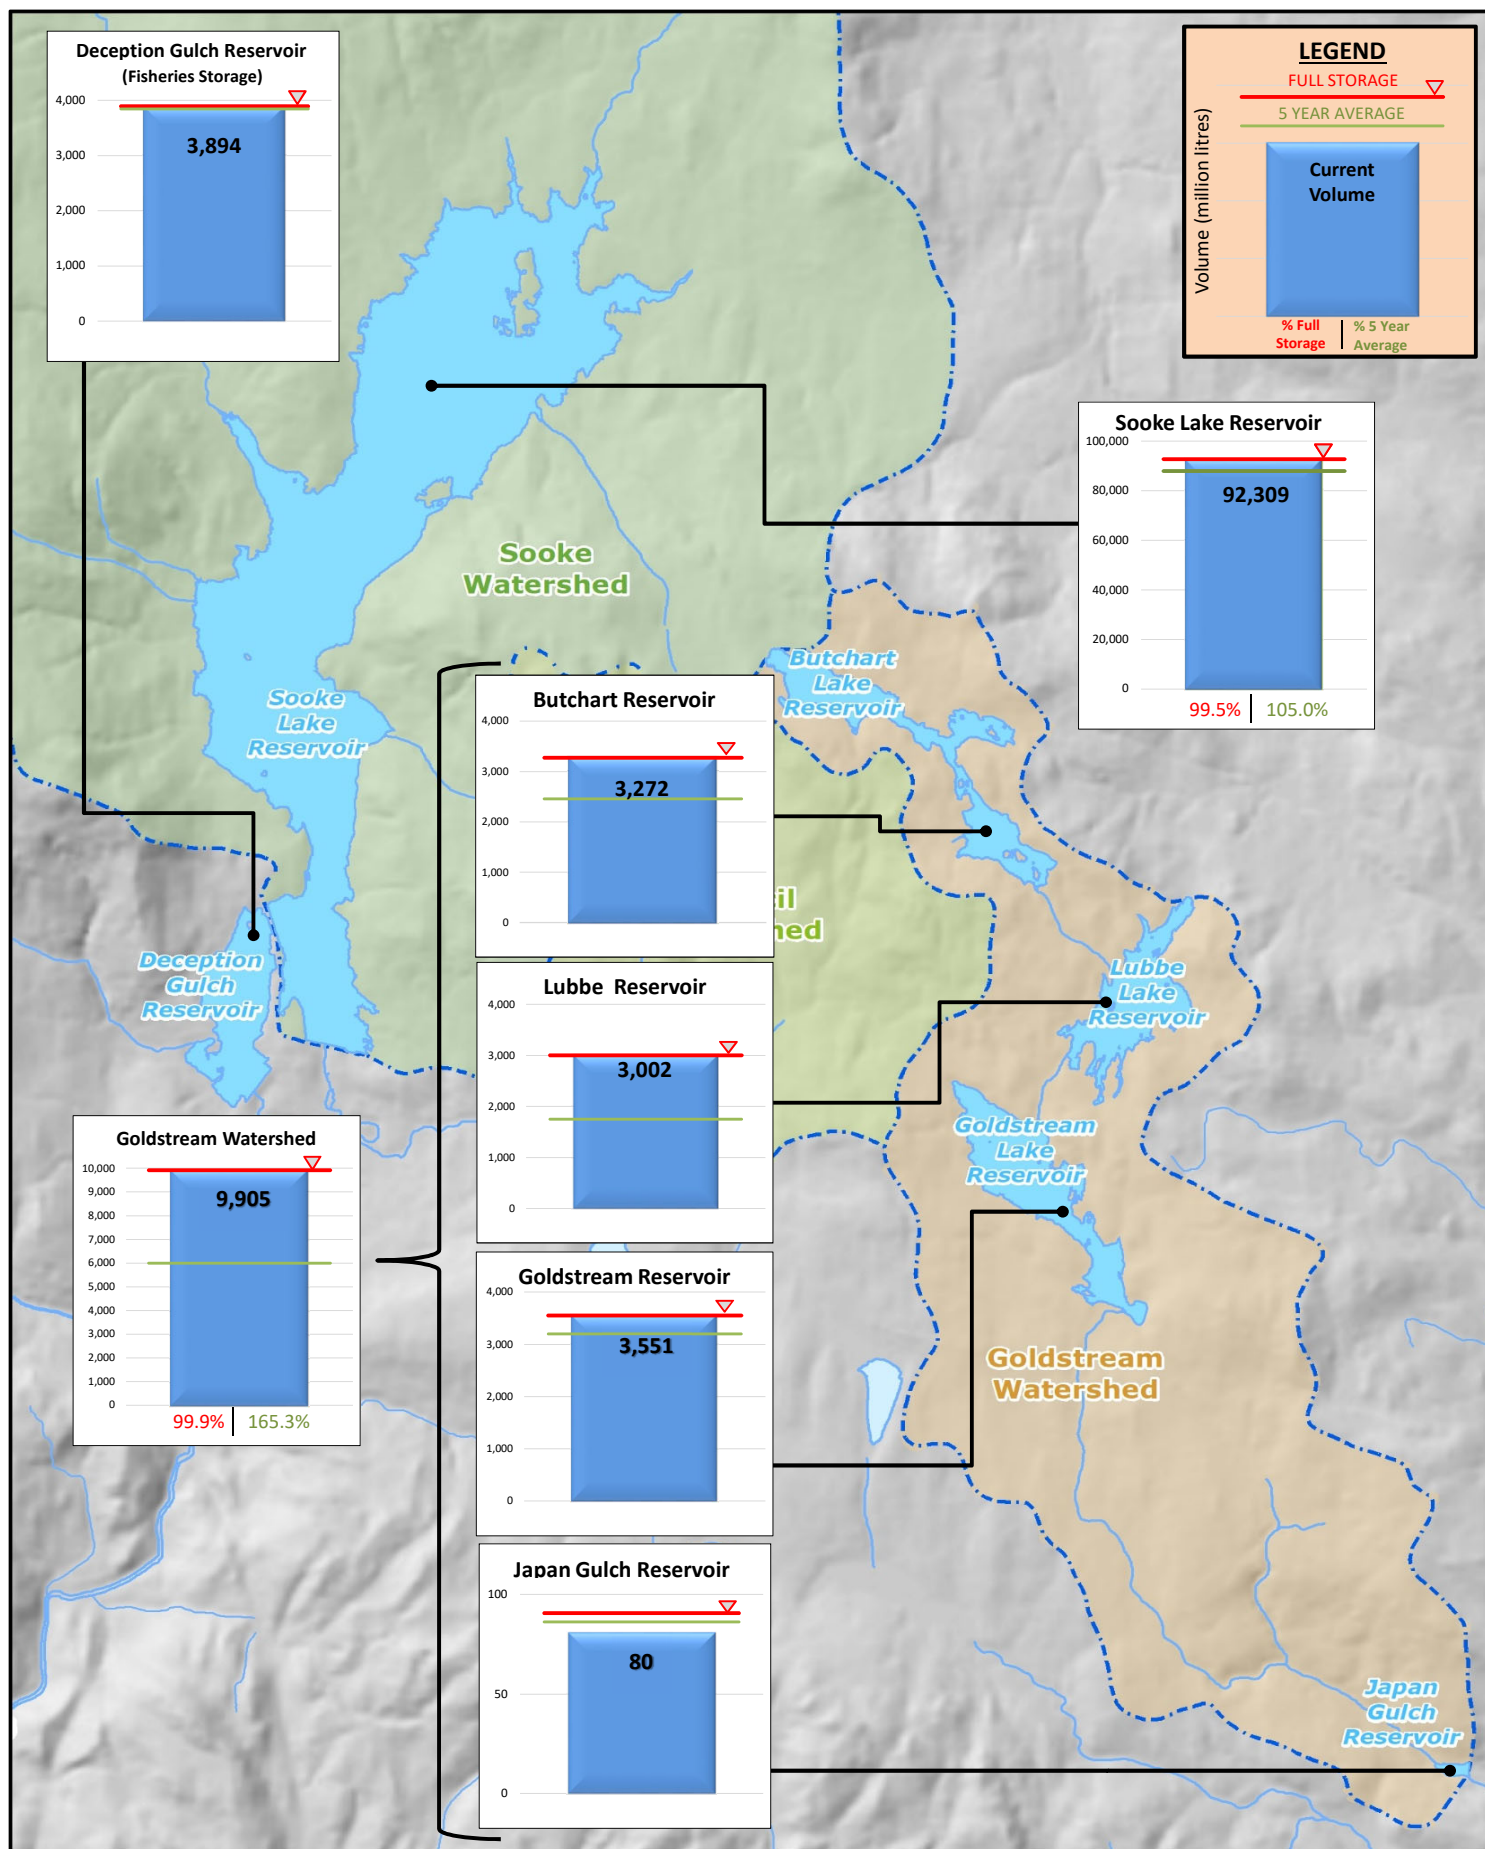 Deception Gulch Reservoir
(Fisheries Storage)
4,000
3,000
2,000
1,000
0
3,894
LEGEND
FULL STORAGE
5 YEAR AVERAGE
Volume (million litres)
Current
Volume
% Full
Storage
% 5 Year
Average
Sooke Lake Reservoir
100,000
80,000
60,000
40,000
20,000
0
92,309
99.5%
105.0%
Sooke
Watershed
Sooke
Lake
Reservoir
Butchart
Lake
Reservoir
Butchart Reservoir
4,000
3,000
2,000
1,000
0
3,272
il
hed
Deception
Gulch
Reservoir
Lubbe
Lake
Reservoir
Lubbe Reservoir
4,000
3,000
2,000
1,000
0
3,002
Goldstream
Lake
Reservoir
Goldstream Watershed
10,000
9,000
8,000
7,000
6,000
5,000
4,000
3,000
2,000
1,000
0
9,905
99.9%
165.3%
Goldstream Reservoir
4,000
3,000
2,000
1,000
0
3,551
Goldstream
Watershed
Japan Gulch Reservoir
100
50
0
80
Japan
Gulch
Reservoir